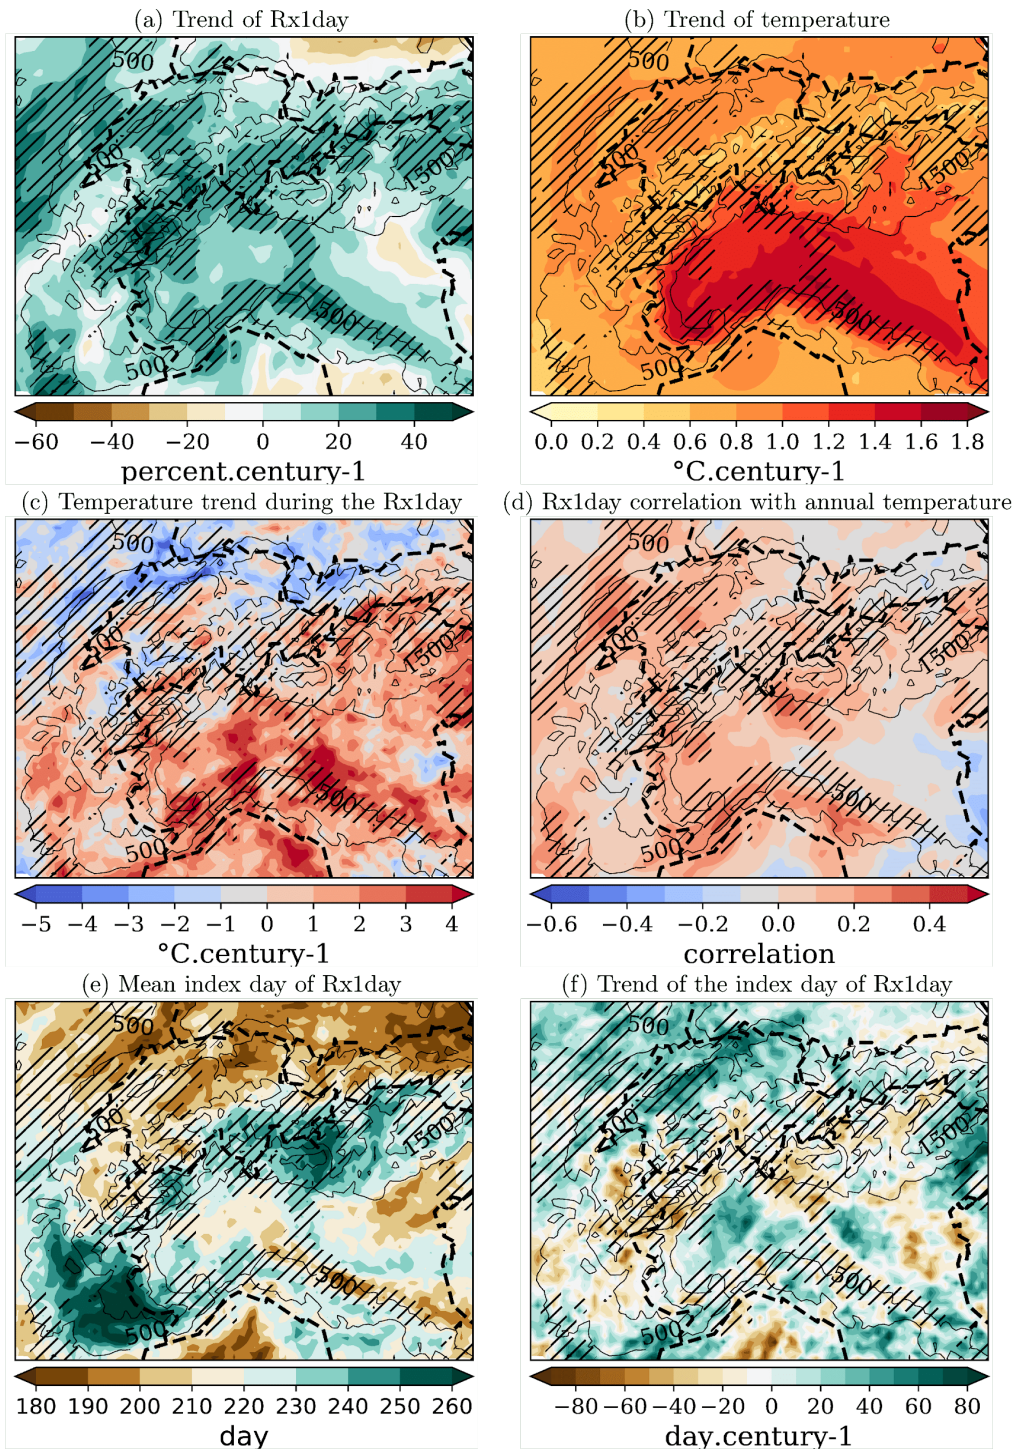 (a) Trend of Rx1day
(b) Trend of temperature
500
500
1500
500
500
−60 −40 −20 0 20 40
percent.century-1
500
500
1500
500
500
0.0 0.2 0.4 0.6 0.8 1.0 1.2 1.4 1.6 1.8
°C.century-1
(c) Temperature trend during the Rx1day
(d) Rx1day correlation with annual temperature
500
500
1500
500
500
−5 −4 −3 −2 −1 0 1 2 3 4
°C.century-1
500
500
1500
500
500
−0.6 −0.4 −0.2 0.0 0.2 0.4
correlation
(e) Mean index day of Rx1day
(f) Trend of the index day of Rx1day
500
500
1500
500
500
180 190 200 210 220 230 240 250 260
day
500
500
1500
500
500
−80 −60 −40 −20 0 20 40 60 80
day.century-1